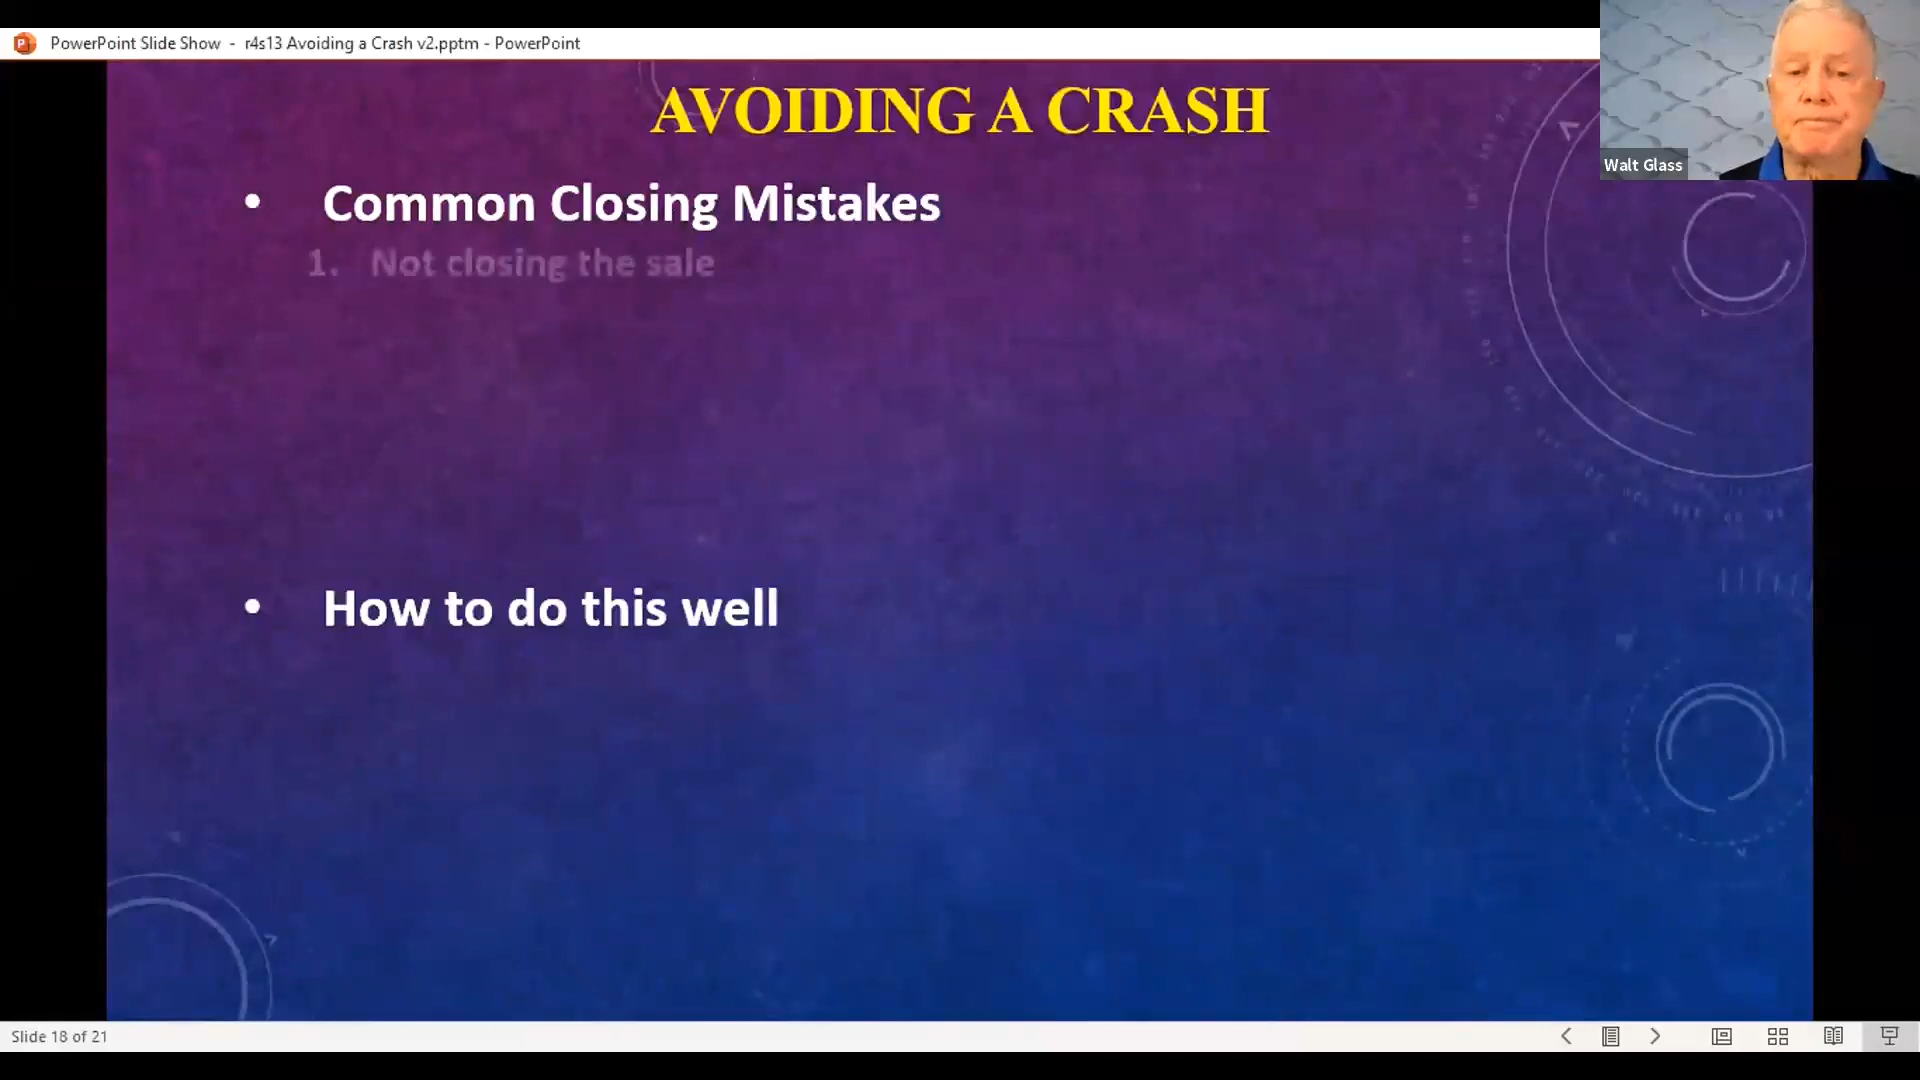 PowerPoint Slide Show - r4s13 Avoiding a Crash v2.pptm - PowerPoint
AVOIDING A CRASH
Walt Glass
• Common Closing Mistakes
1. Not closing the sale
• How to do this well
Slide 18 of 21